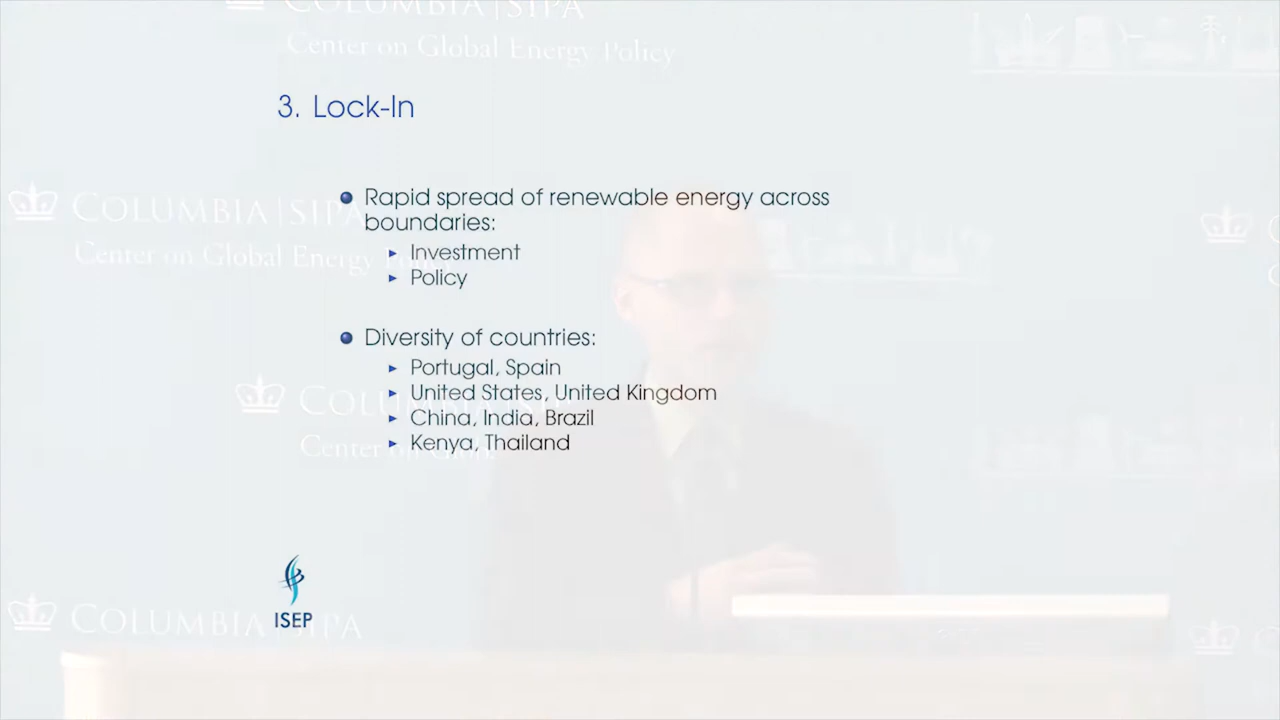 COLUMBIA | SIPA
Center on Global Energy Policy
3. Lock-In
Rapid spread of renewable energy across
boundaries:
Investment
Policy
Diversity of countries:
Portugal, Spain
United States, United Kingdom
China, India, Brazil
Kenya, Thailand
COLUMBIA | SIPA
Center on Global Energy
ISEP
COLUMBIA | SIPA